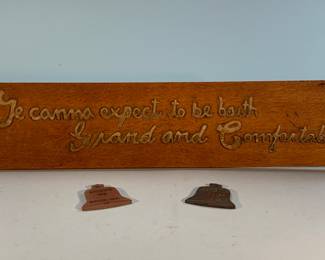 Ye canna expect to be baith
Grand and Comfortabl